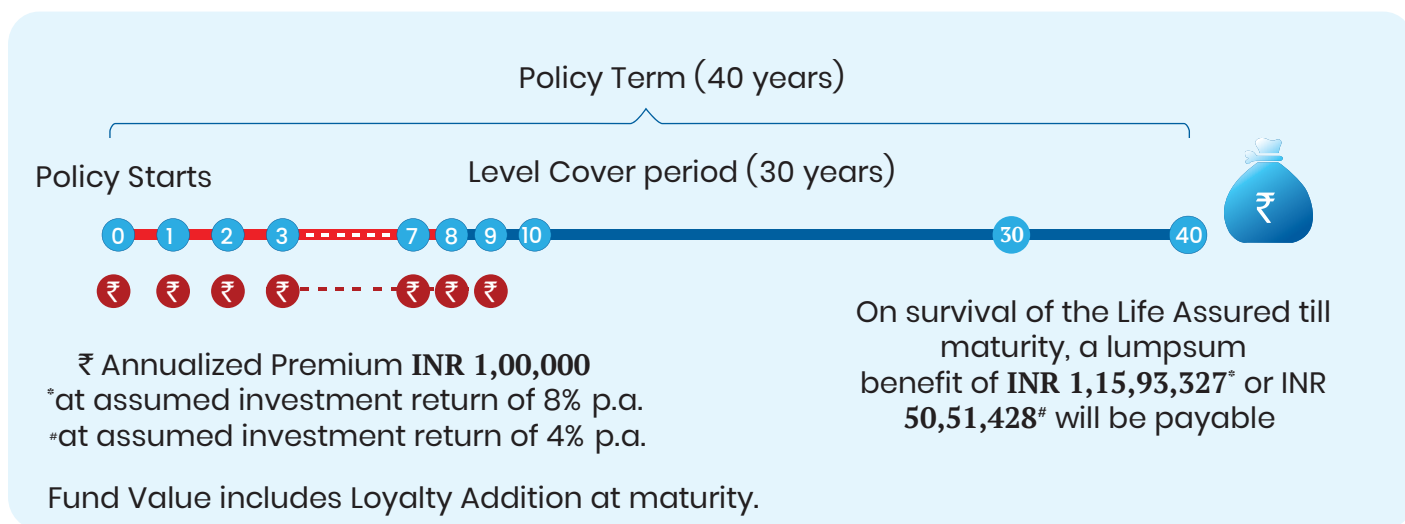 Policy Term (40 years)
Policy Starts
Level Cover period (30 years)
0 1 2 3 7 8 9 10 30 40
₹
₹ ₹ ₹ ₹ ₹ ₹ ₹
₹ Annualized Premium INR 1,00,000
*at assumed investment return of 8% p.a.
#at assumed investment return of 4% p.a.
On survival of the Life Assured till
maturity, a lumpsum
benefit of INR 1,15,93,327* or INR
50,51,428# will be payable
Fund Value includes Loyalty Addition at maturity.